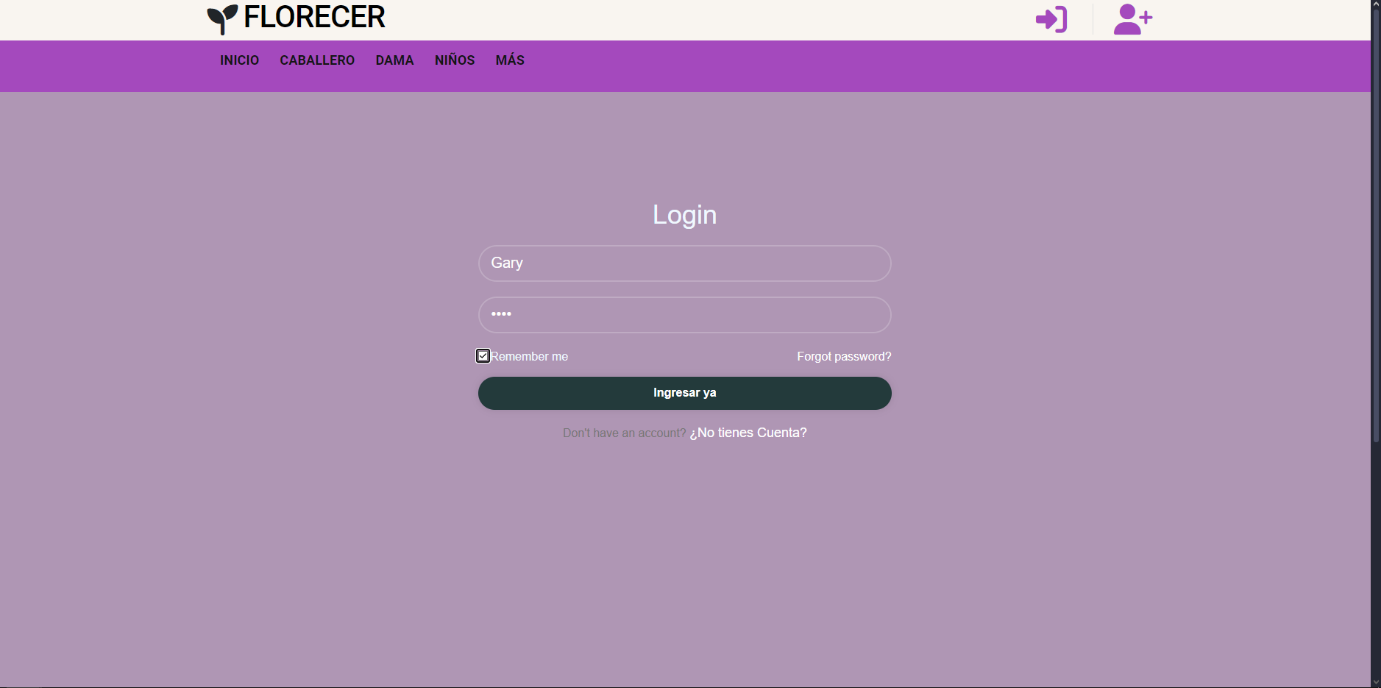 FLORECER
INICIO CABALLERO DAMA NIÑOS MÁS
Login
Gary
••••
Remember me Forgot password?
Ingresar ya
Don't have an account? ¿No tienes Cuenta?